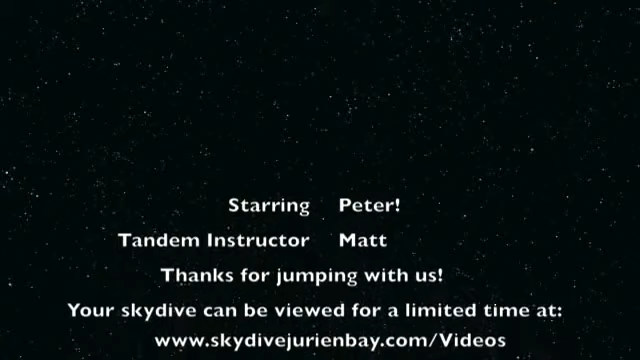 Starring Peter!
Tandem Instructor Matt
Thanks for jumping with us!
Your skydive can be viewed for a limited time at:
www.skydivejurienbay.com/Videos